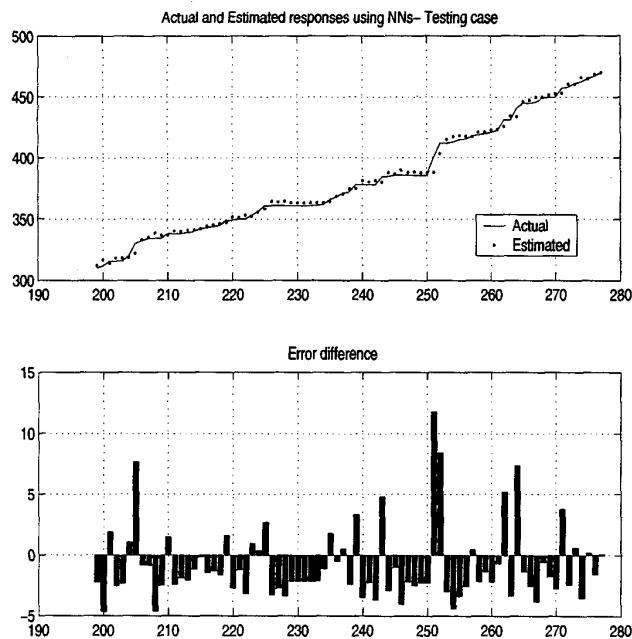 Actual and Estimated responses using NNs– Testing case
500
450
400
350
300
Actual
Estimated
190 200 210 220 230 240 250 260 270 280
Error difference
15
10
5
0
−5
190 200 210 220 230 240 250 260 270 280